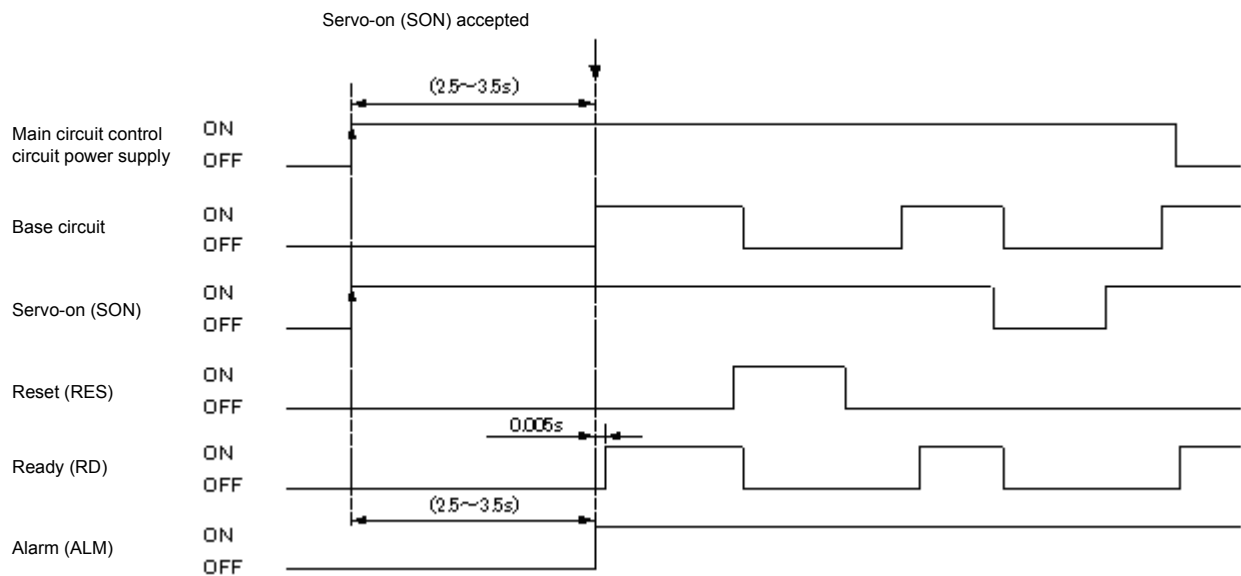 Servo-on (SON) accepted
(2.5～3.5s)
Main circuit control
circuit power supply
ON
OFF
Base circuit
ON
OFF
Servo-on (SON)
ON
OFF
Reset (RES)
ON
OFF
0.005s
Ready (RD)
ON
OFF
(2.5～3.5s)
Alarm (ALM)
ON
OFF